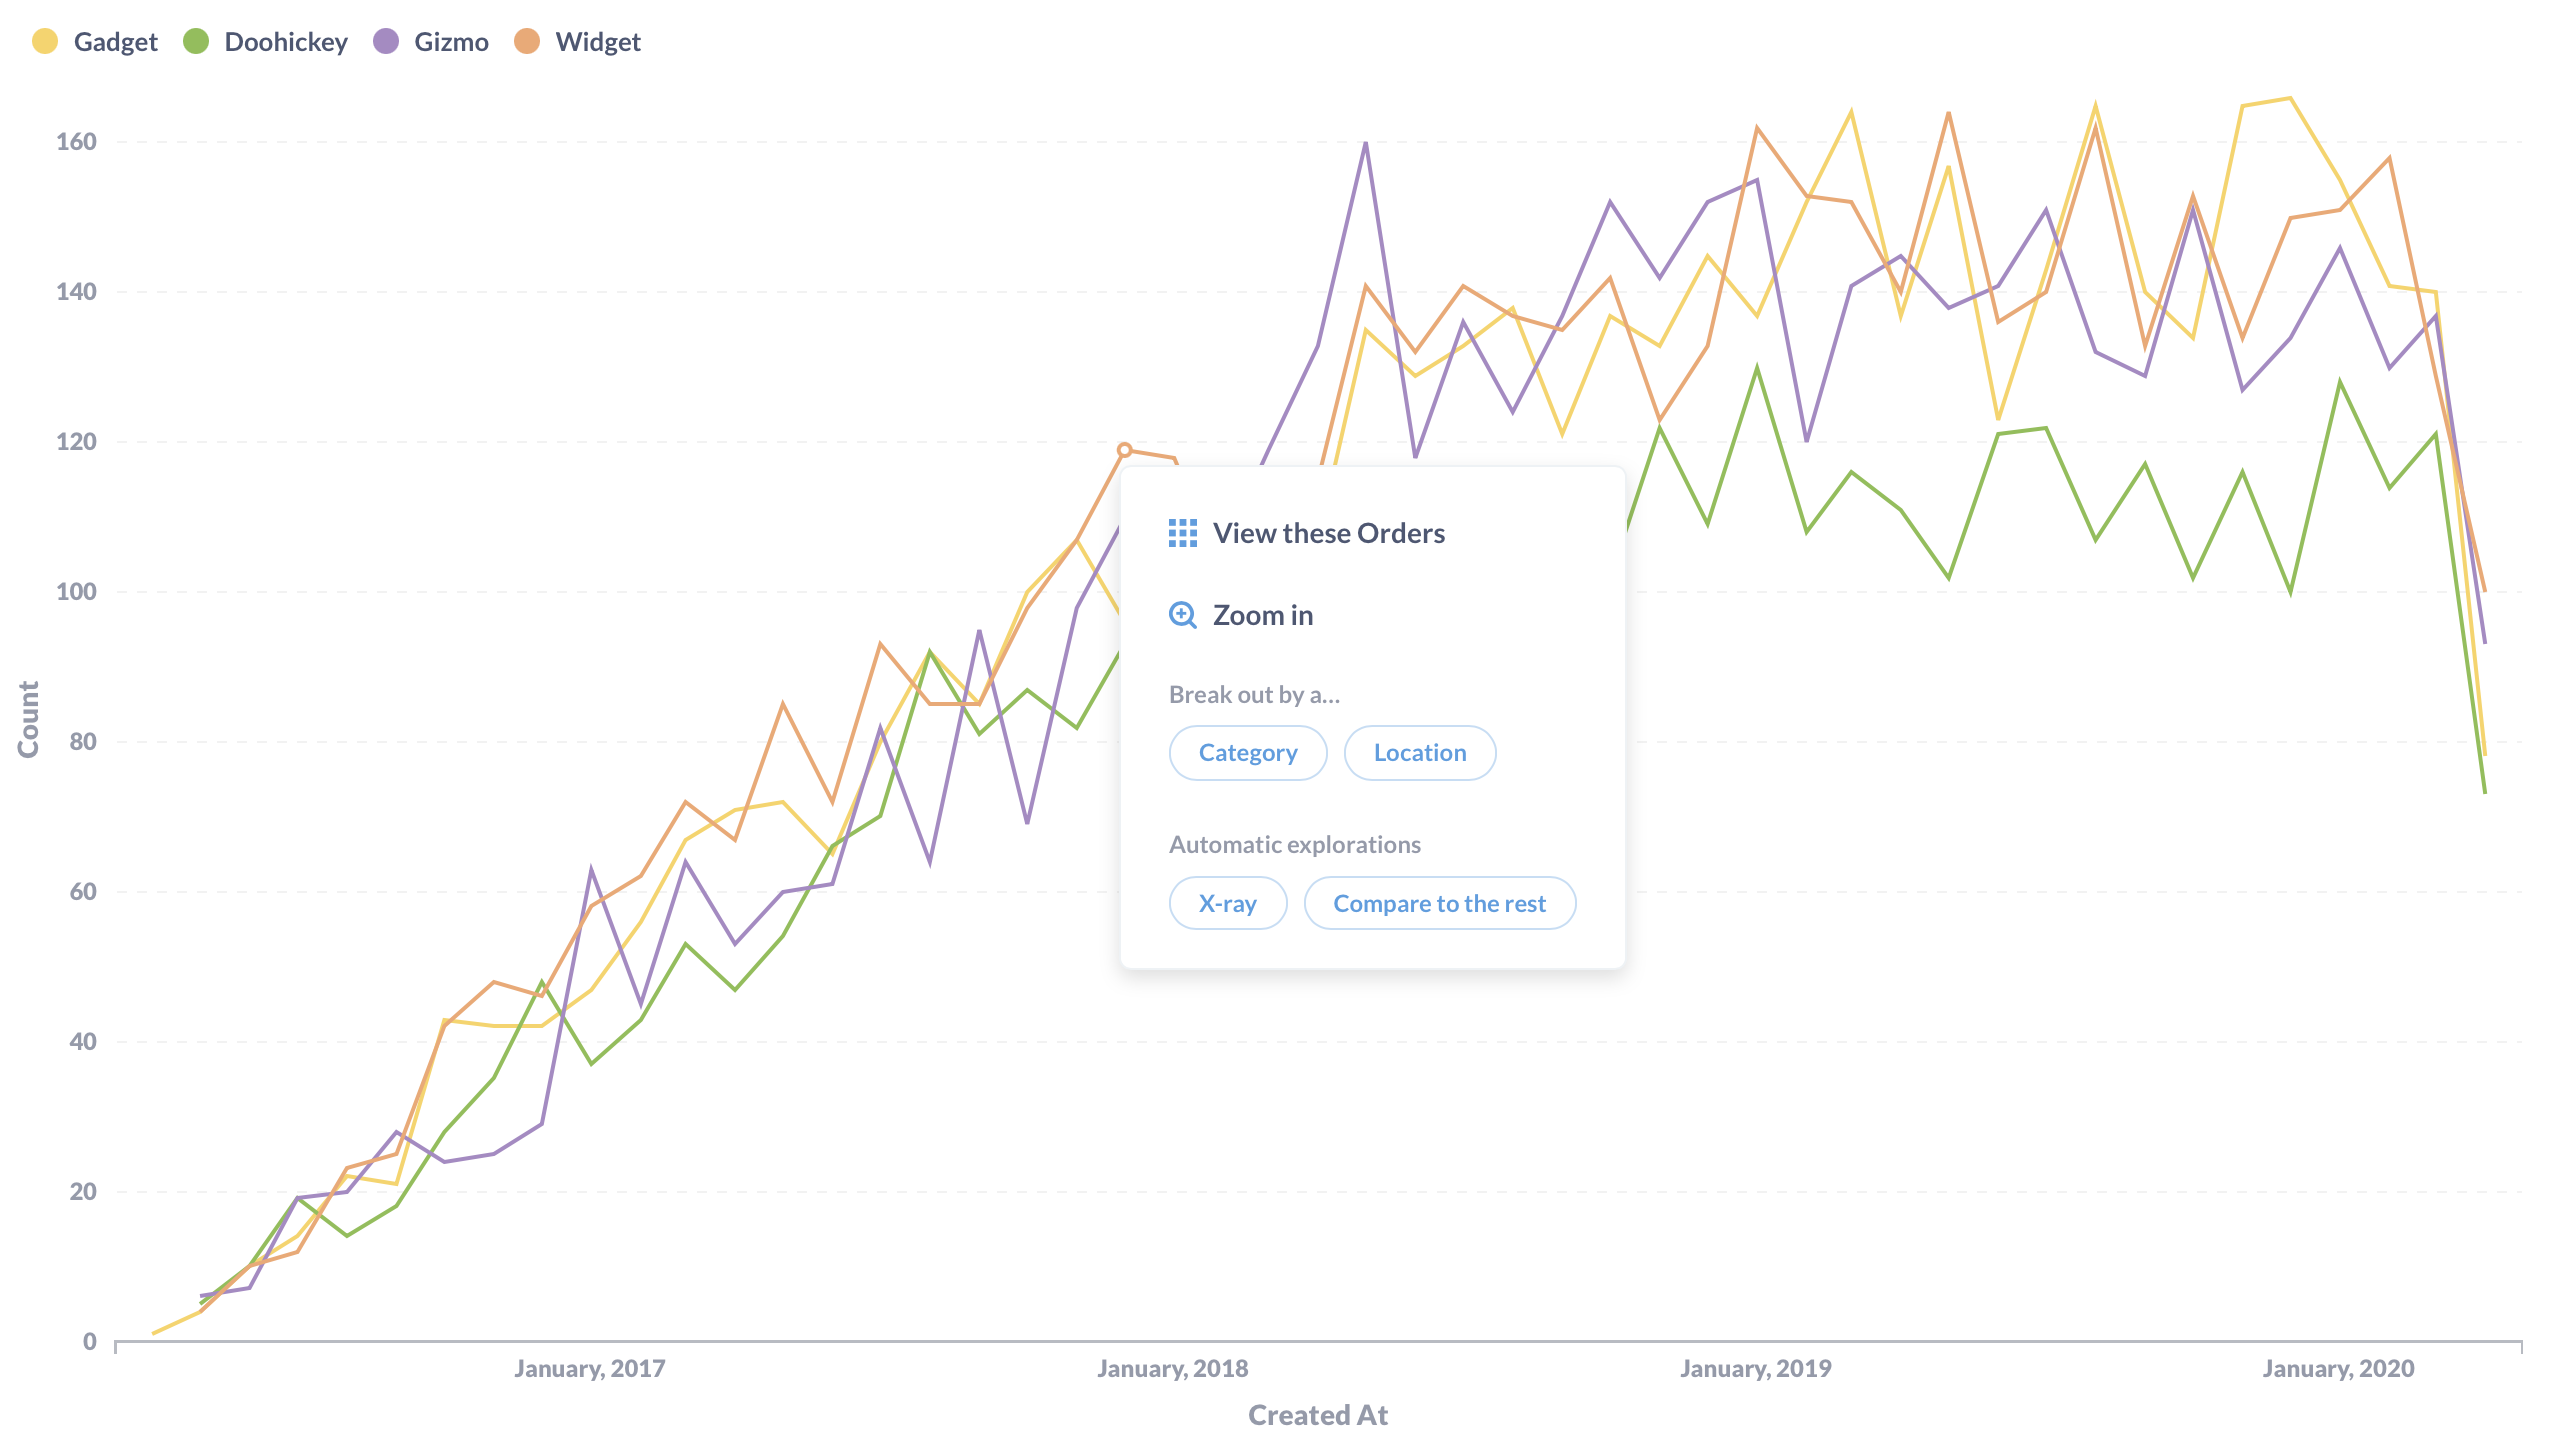 Gadget Doohickey Gizmo Widget
160
140
120
100
80
60
40
20
0
Count
View these Orders
Zoom in
Break out by a...
Category Location
Automatic explorations
X-ray Compare to the rest
January, 2017 January, 2018 January, 2019 January, 2020
Created At